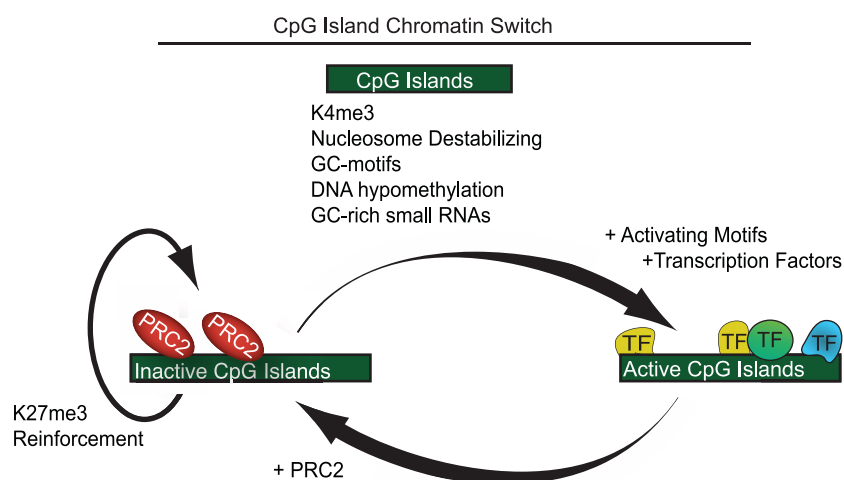 CpG Island Chromatin Switch
CpG Islands
K4me3
Nucleosome Destabilizing
GC-motifs
DNA hypomethylation
GC-rich small RNAs
+ Activating Motifs
+Transcription Factors
PRC2
PRC2
Inactive CpG Islands
TF
TF
TF
TF
Active CpG Islands
K27me3
Reinforcement
+ PRC2